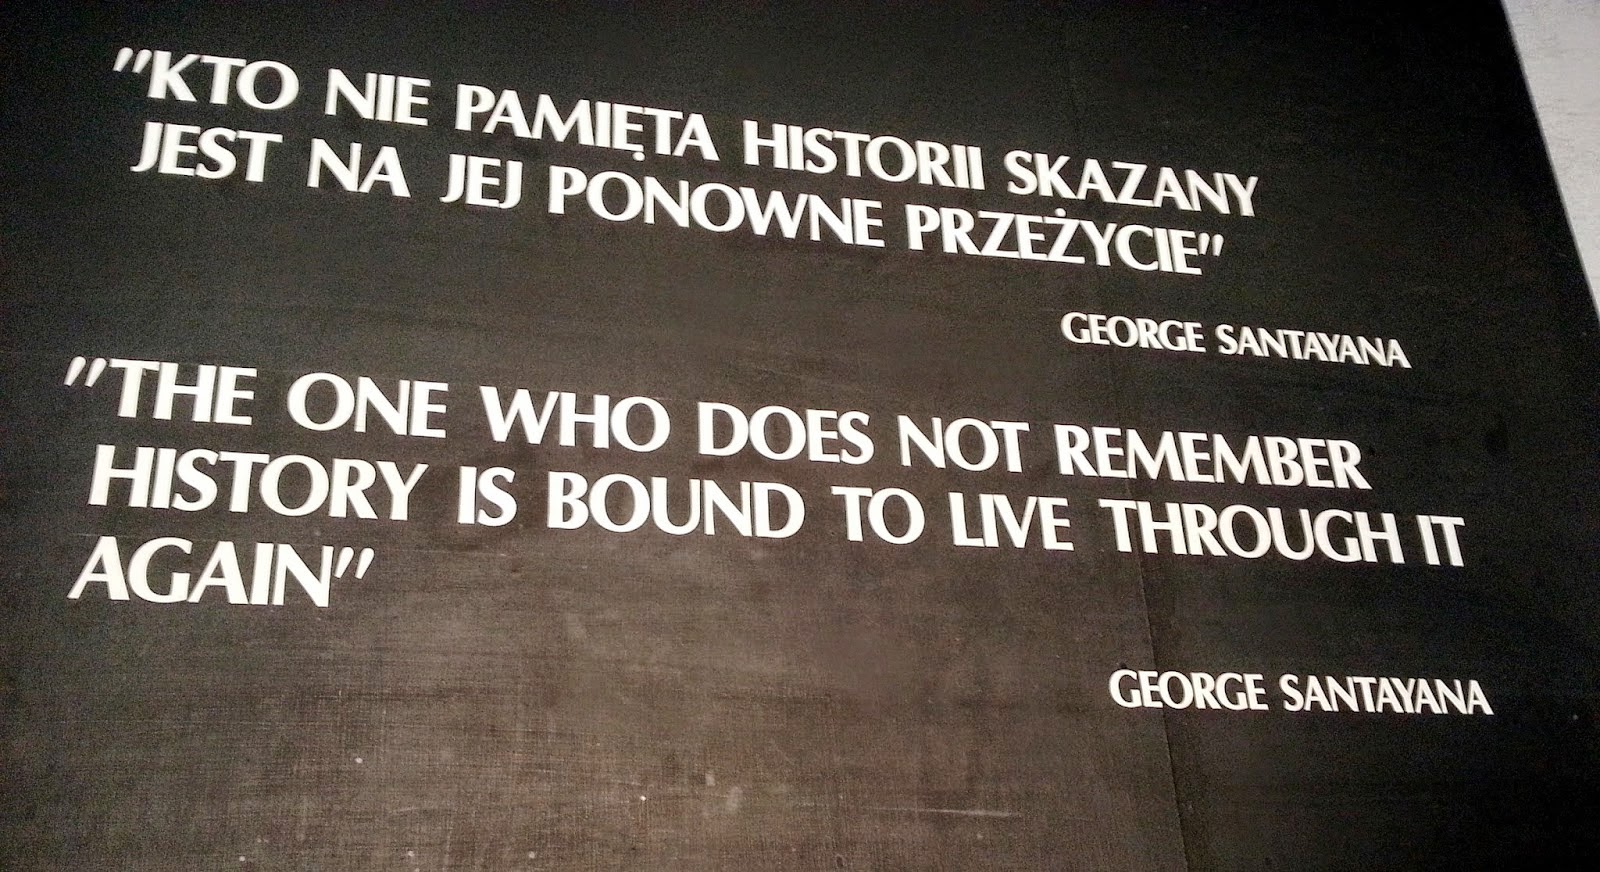 "KTO NIE PAMIĘTA HISTORII SKAZANY
JEST NA JEJ PONOWNE PRZEŻYCIE"
GEORGE SANTAYANA
"THE ONE WHO DOES NOT REMEMBER
HISTORY IS BOUND TO LIVE THROUGH IT
AGAIN"
GEORGE SANTAYANA